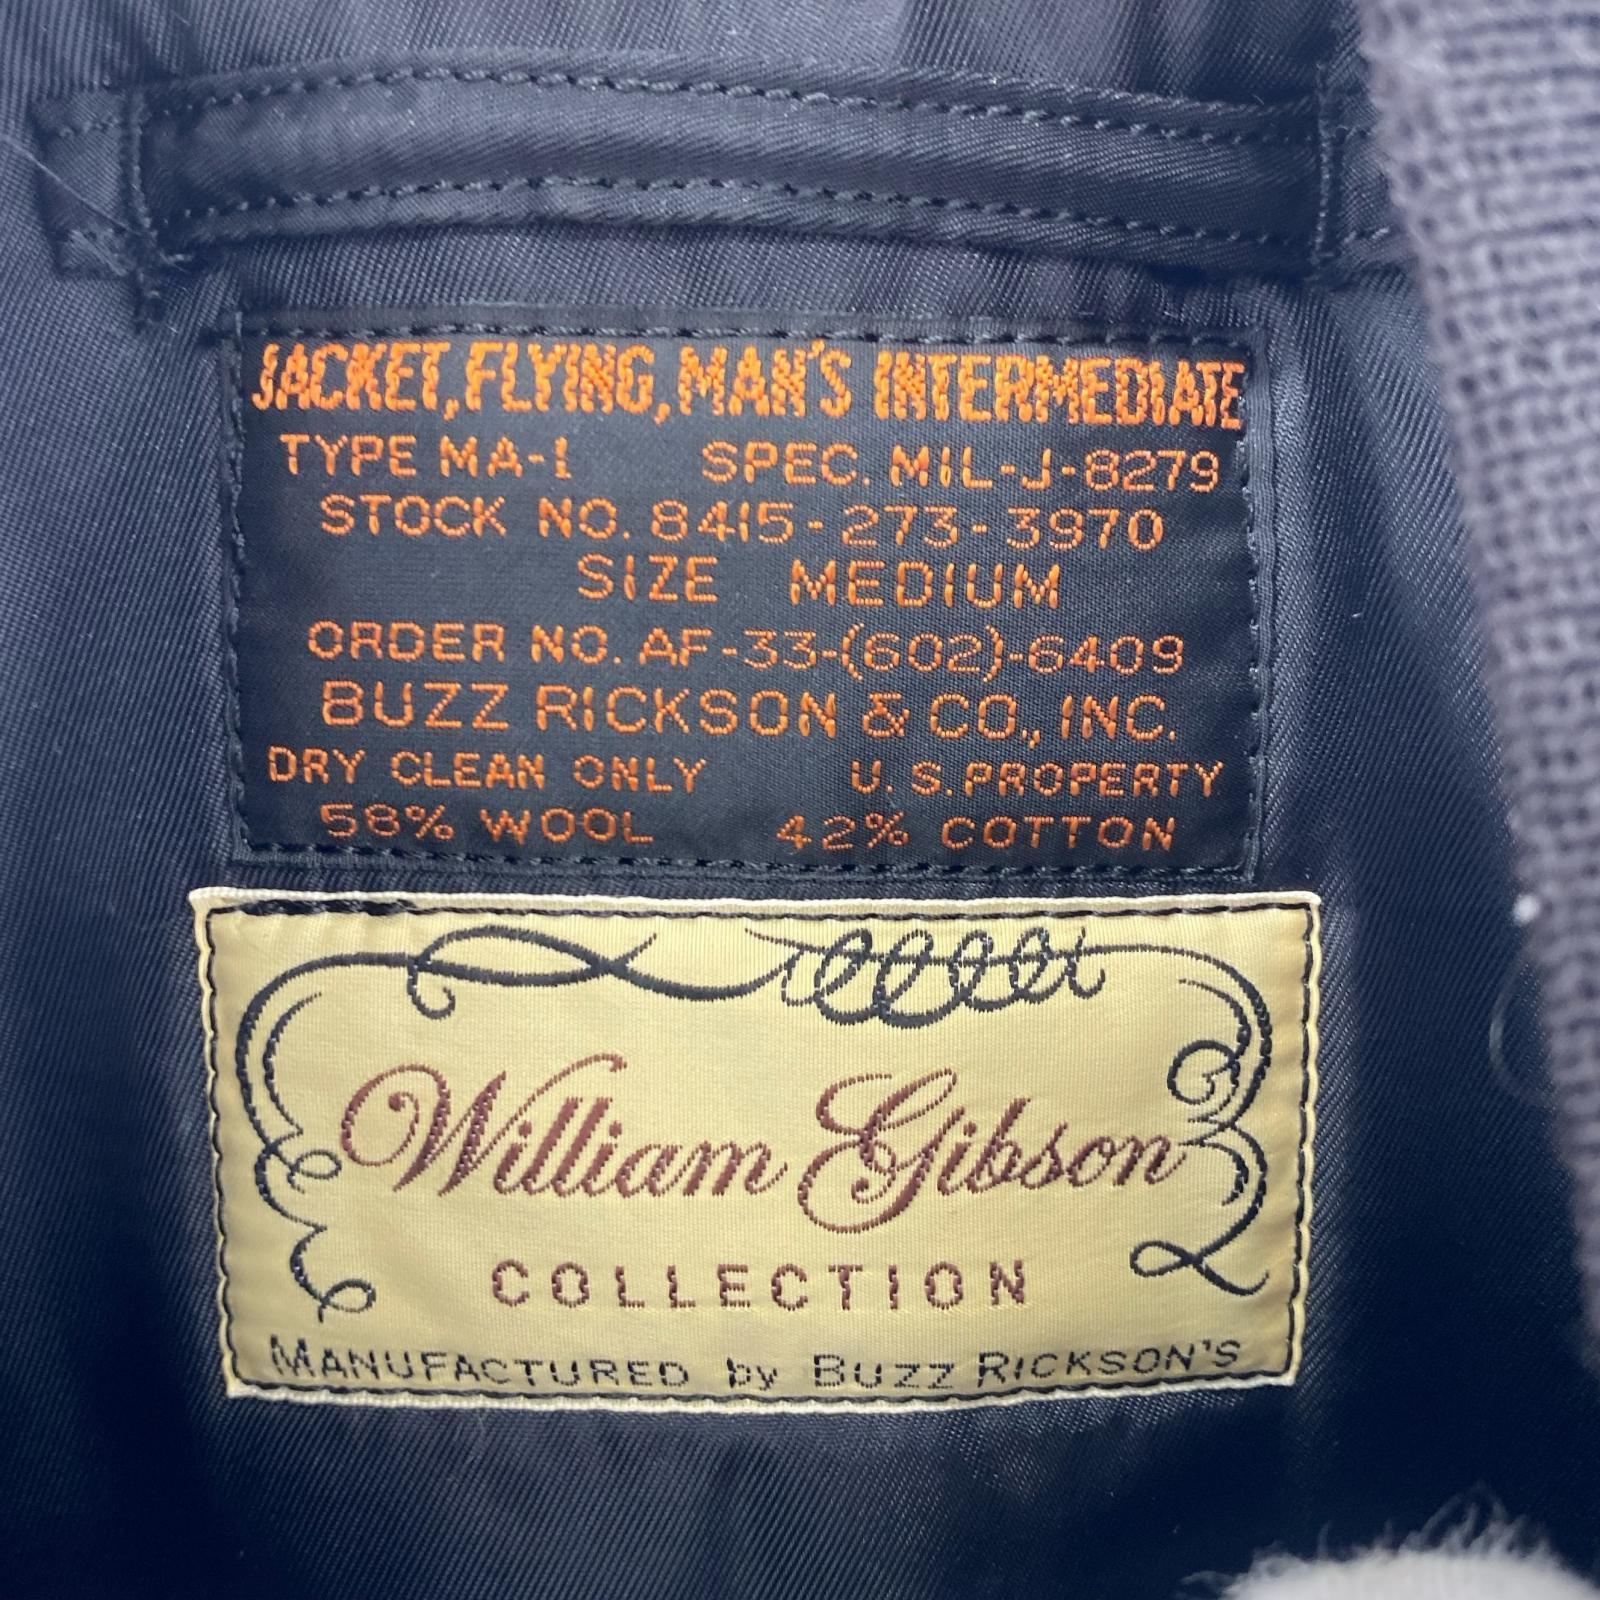 JACKET, FLYING, MAN'S INTERMEDIATE
TYPE MA-1 SPEC. MIL-J-8279
STOCK NO. 8415-273-3970
SIZE MEDIUM
ORDER NO. AF-33-(602)-6409
BUZZ RICKSON & CO., INC.
DRY CLEAN ONLY U.S. PROPERTY
58% WOOL 42% COTTON
William Gibson
COLLECTION
MANUFACTURED by BUZZ RICKSON'S